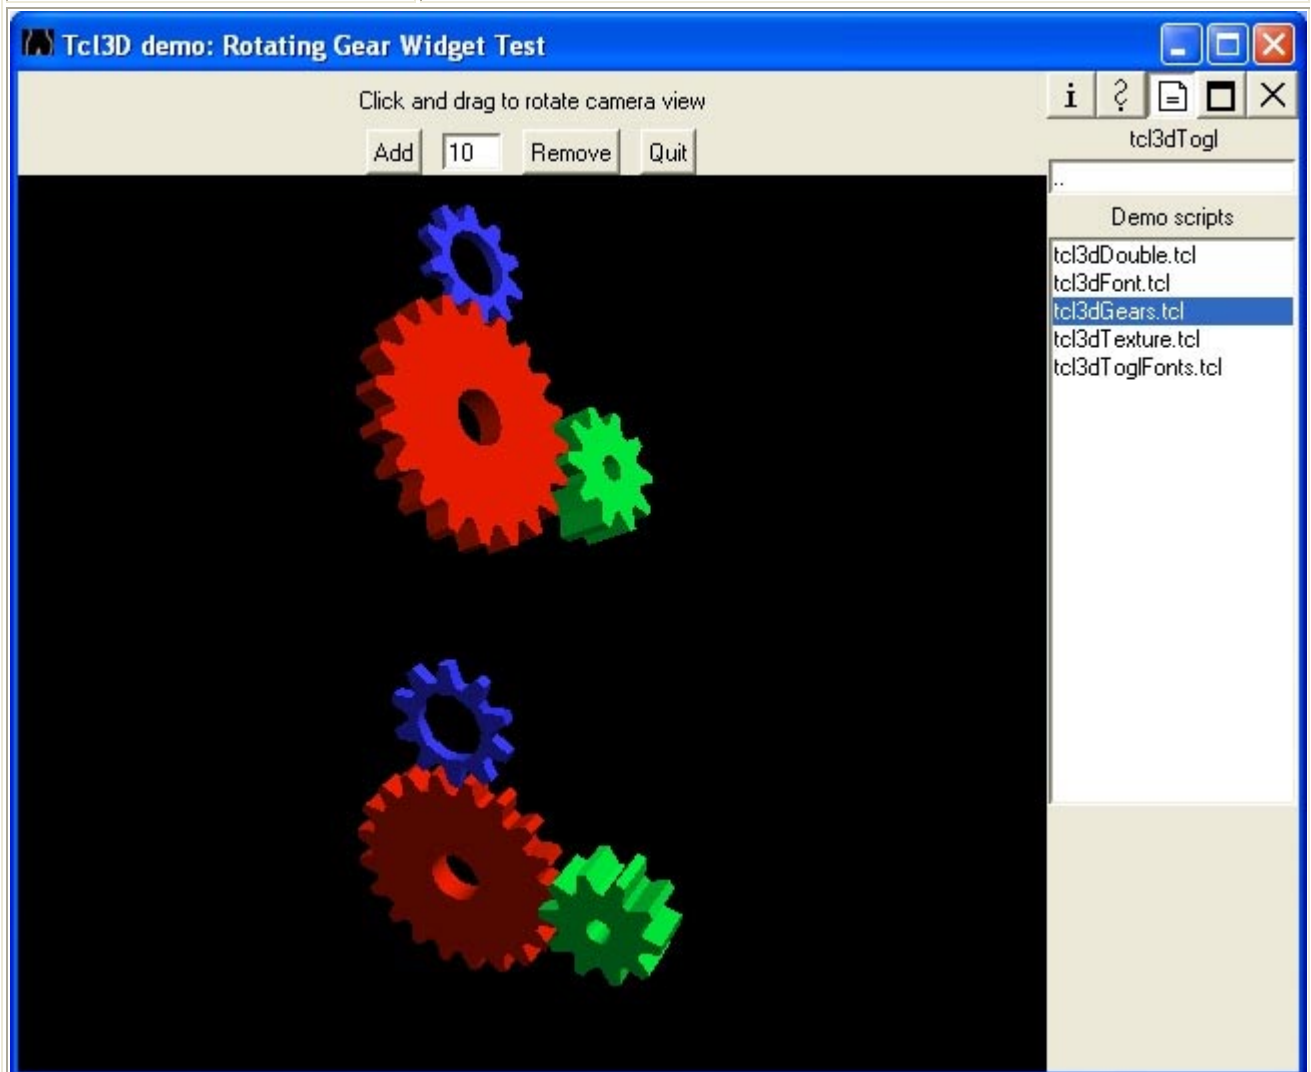 Tcl3D demo: Rotating Gear Widget Test
Click and drag to rotate camera view
Add 10 Remove Quit
i ?
tcl3dTogl
..
Demo scripts
tcl3dDouble.tcl
tcl3dFont.tcl
tcl3dGears.tcl
tcl3dTexture.tcl
tcl3dToglFonts.tcl